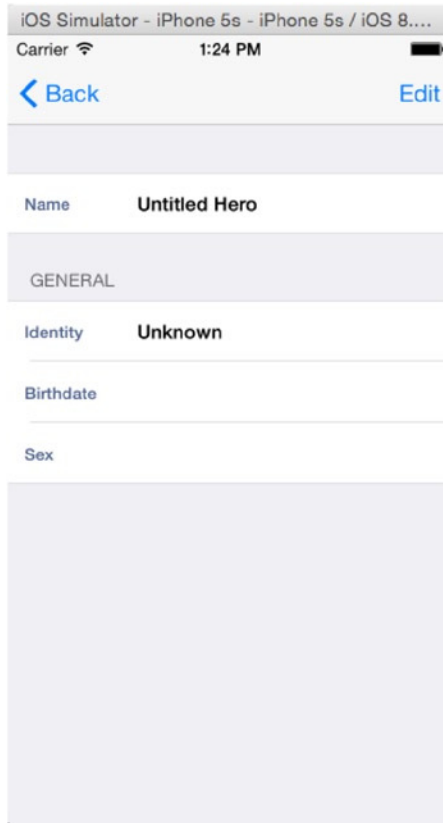 iOS Simulator - iPhone 5s - iPhone 5s / iOS 8....
Carrier 1:24 PM
Back Edit
Name Untitled Hero
GENERAL
Identity Unknown
Birthdate
Sex